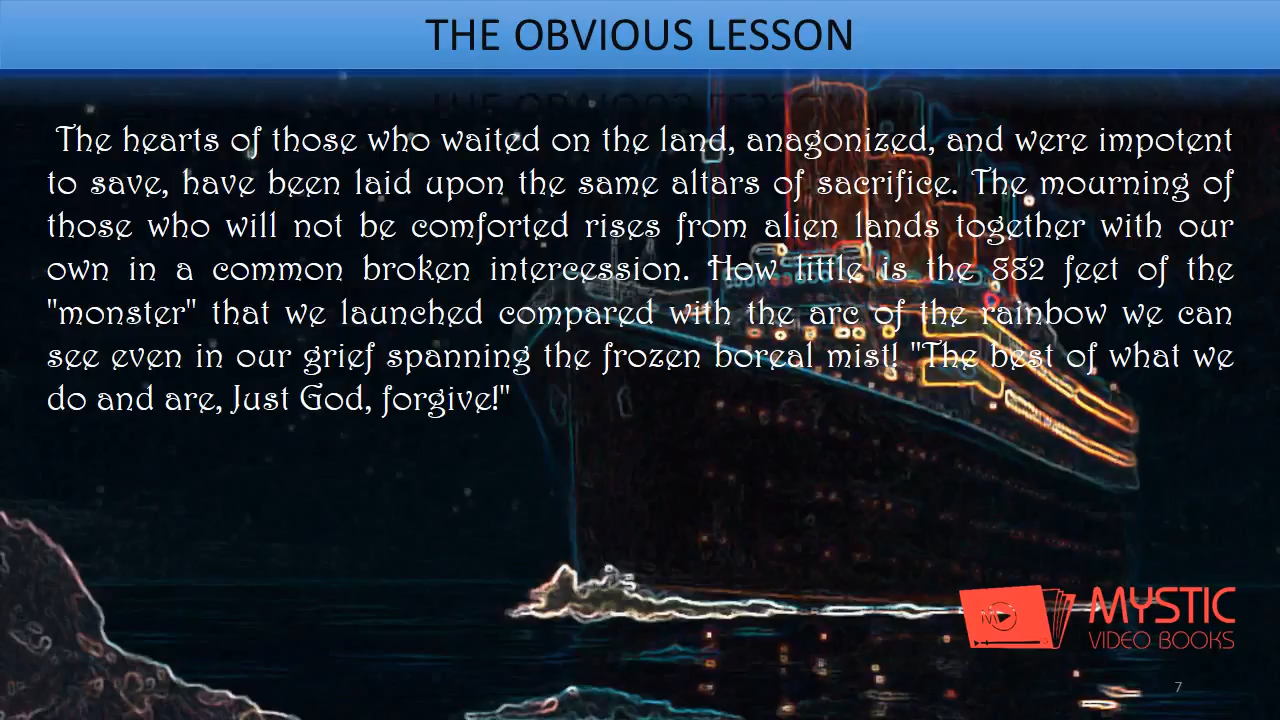 THE OBVIOUS LESSON
The hearts of those who waited on the land, anagonized, and were impotent
to save, have been laid upon the same altars of sacrifice. The mourning of
those who will not be comforted rises from alien lands together with our
own in a common broken intercession. How little is the 882 feet of the
"monster" that we launched compared with the arc of the rainbow we can
see even in our grief spanning the frozen boreal mist! "The best of what we
do and are, Just God, forgive!"
MYSTIC
VIDEO BOOKS
7